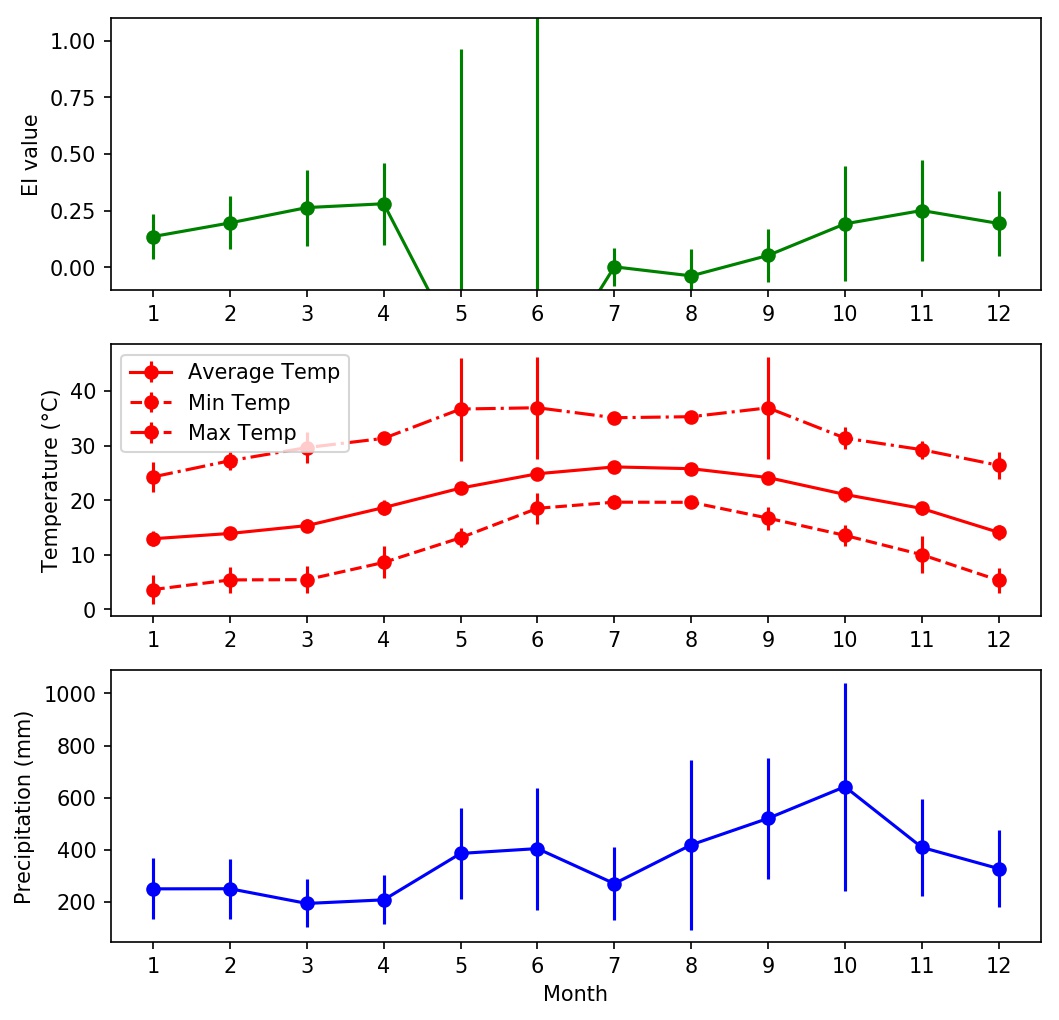 EI value
1.00
0.75
0.50
0.25
0.00
1 2 3 4 5 6 7 8 9 10 11 12
Temperature (°C)
40
30
20
10
0
Average Temp
Min Temp
Max Temp
1 2 3 4 5 6 7 8 9 10 11 12
Precipitation (mm)
1000
800
600
400
200
1 2 3 4 5 6 7 8 9 10 11 12
Month